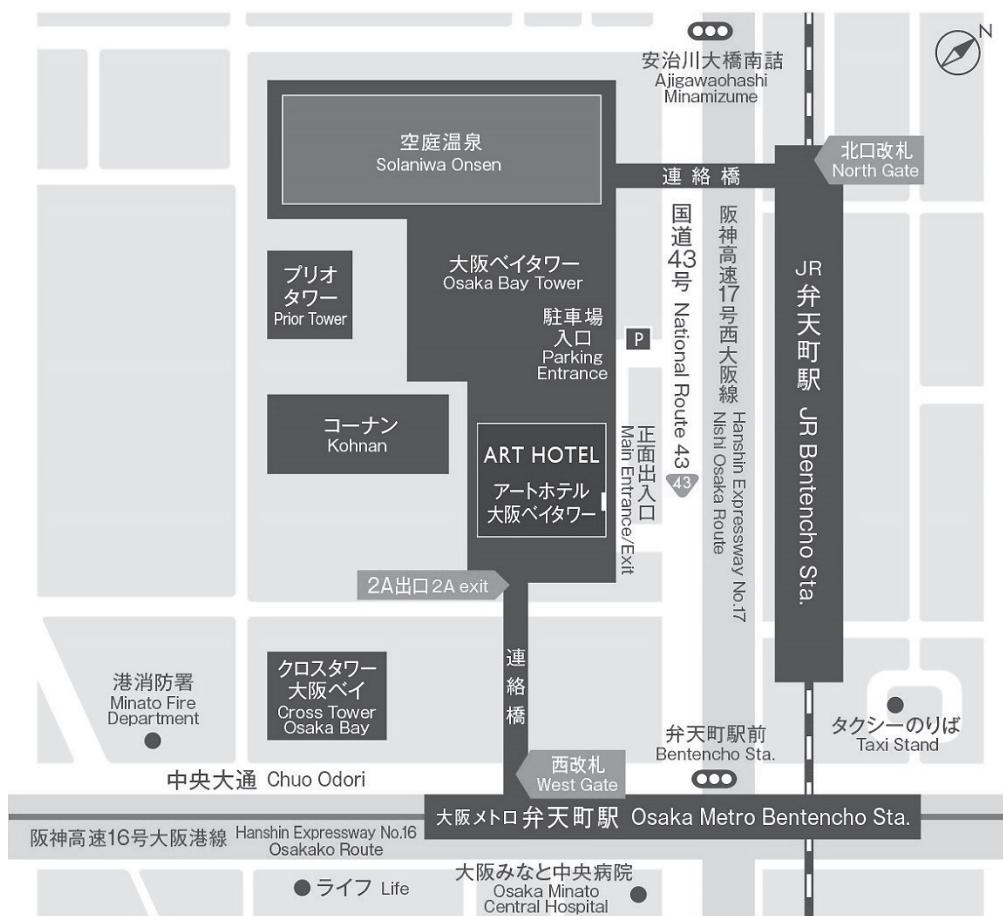 N
安治川大橋南詰
Ajigawaohashi
Minamizume
空庭温泉
Solaniwa Onsen
連絡橋
北口改札
North Gate
大阪ベイタワー
Osaka Bay Tower
プリオ
タワー
Prior Tower
駐車場
入口
Parking
Entrance
P
国道43号 National Route 43
43
阪神高速17号西大阪線
Hanshin Expressway No.17
Nishi Osaka Route
JR 弁天町駅 JR Bentencho Sta.
コーナン
Kohnan
ART HOTEL
アートホテル
大阪ベイタワー
正面出入口
Main Entrance/Exit
2A出口 2A exit
連絡橋
クロスタワー
大阪ベイ
Cross Tower
Osaka Bay
港消防署
Minato Fire
Department
弁天町駅前
Bentencho Sta.
タクシーのりば
Taxi Stand
中央大通 Chuo Odori
西改札
West Gate
大阪メトロ 弁天町駅 Osaka Metro Bentencho Sta.
阪神高速16号大阪港線
Hanshin Expressway No.16
Osakako Route
ライフ Life
大阪みなと中央病院
Osaka Minato
Central Hospital